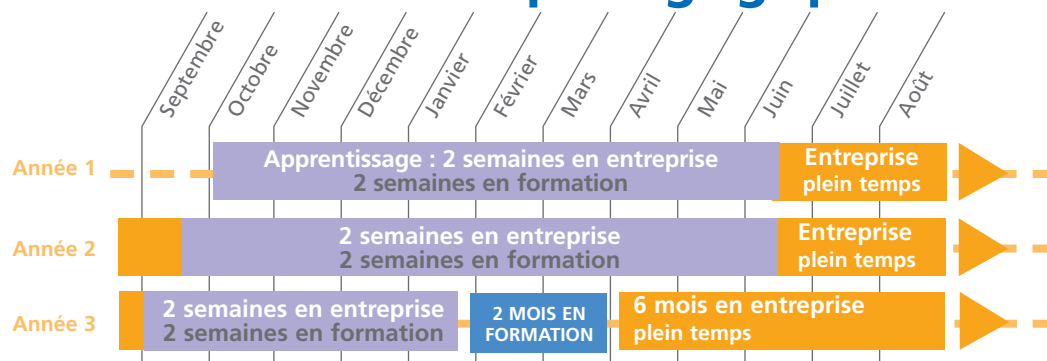 Septembre
Octobre
Novembre
Décembre
Janvier
Février
Mars
Avril
Mai
Juin
Juillet
Août
Année 1
Apprentissage : 2 semaines en entreprise
2 semaines en formation
Entreprise
plein temps
Année 2
2 semaines en entreprise
2 semaines en formation
Entreprise
plein temps
Année 3
2 semaines en entreprise
2 semaines en formation
2 MOIS EN
FORMATION
6 mois en entreprise
plein temps